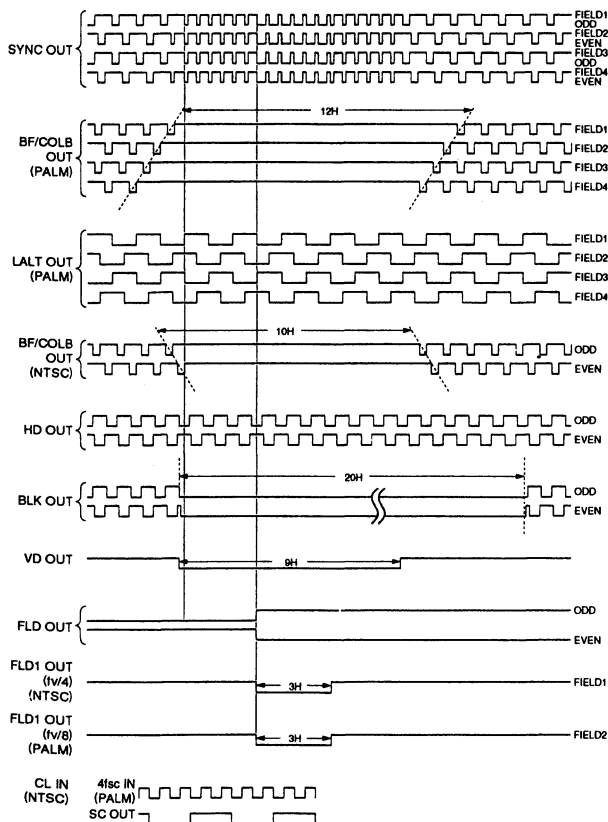 SYNC OUT
FIELD1
ODD
FIELD2
EVEN
FIELD3
ODD
FIELD4
EVEN
12H
BF/COLB
OUT
(PALM)
FIELD1
FIELD2
FIELD3
FIELD4
LALT OUT
(PALM)
FIELD1
FIELD2
FIELD3
FIELD4
10H
BF/COLB
OUT
(NTSC)
ODD
EVEN
HD OUT
ODD
EVEN
20H
BLK OUT
ODD
EVEN
VD OUT
9H
FLD OUT
ODD
EVEN
FLD1 OUT
(fv/4)
(NTSC)
3H
FIELD1
FLD1 OUT
(fv/8)
(PALM)
3H
FIELD2
CL IN
(NTSC)
4fsc IN
(PALM)
SC OUT